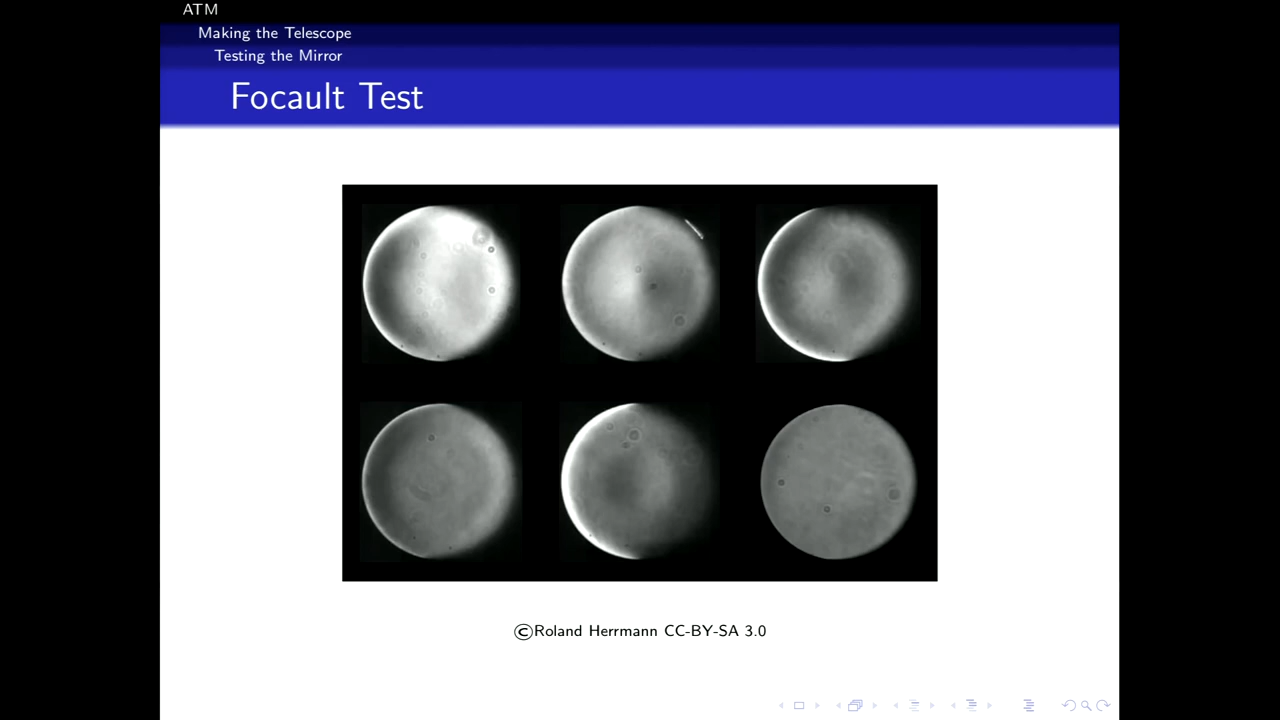 ATM
Making the Telescope
Testing the Mirror
Focault Test
©Roland Herrmann CC-BY-SA 3.0